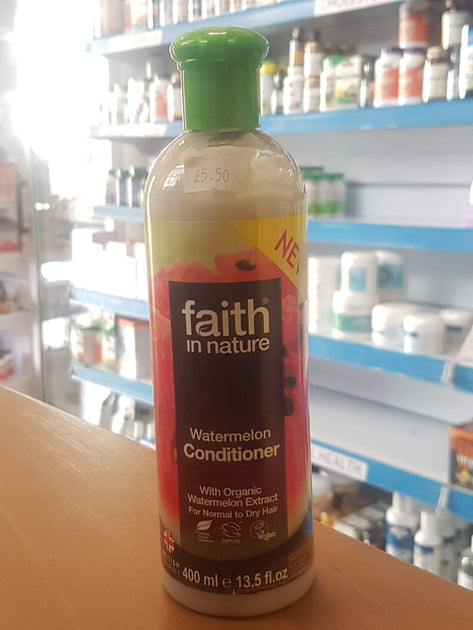 £5.50
NEW
faith®
in nature
Watermelon
Conditioner
With Organic
Watermelon Extract
For Normal to Dry Hair
Vegan
400 ml e 13.5 fl.oz
HEALTH